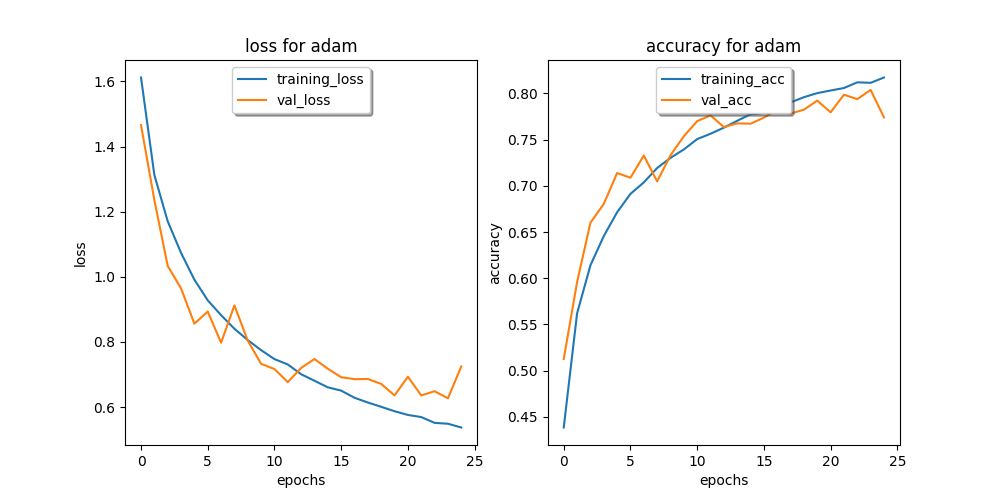 loss for adam
training_loss
val_loss
1.6
1.4
1.2
1.0
0.8
0.6
loss
0
5
10
15
20
25
epochs
accuracy for adam
training_acc
val_acc
0.80
0.75
0.70
0.65
0.60
0.55
0.50
0.45
accuracy
0
5
10
15
20
25
epochs